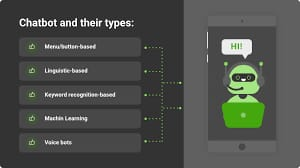 Chatbot and their types:
Menu/button-based
HI!
Linguistic-based
Keyword recognition-based
Machin Learning
Voice bots